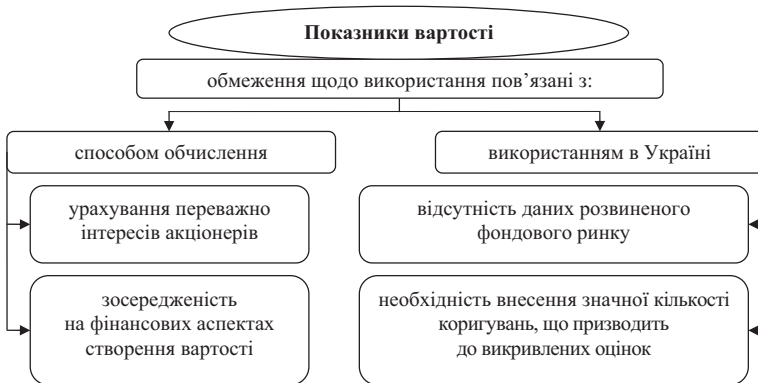 Показники вартості
обмеження щодо використання пов’язані з:
способом обчислення
використанням в Україні
урахування переважно
інтересів акціонерів
відсутність даних розвиненого
фондового ринку
зосередженість
на фінансових аспектах
створення вартості
необхідність внесення значної кількості
коригувань, що призводить
до викривлених оцінок